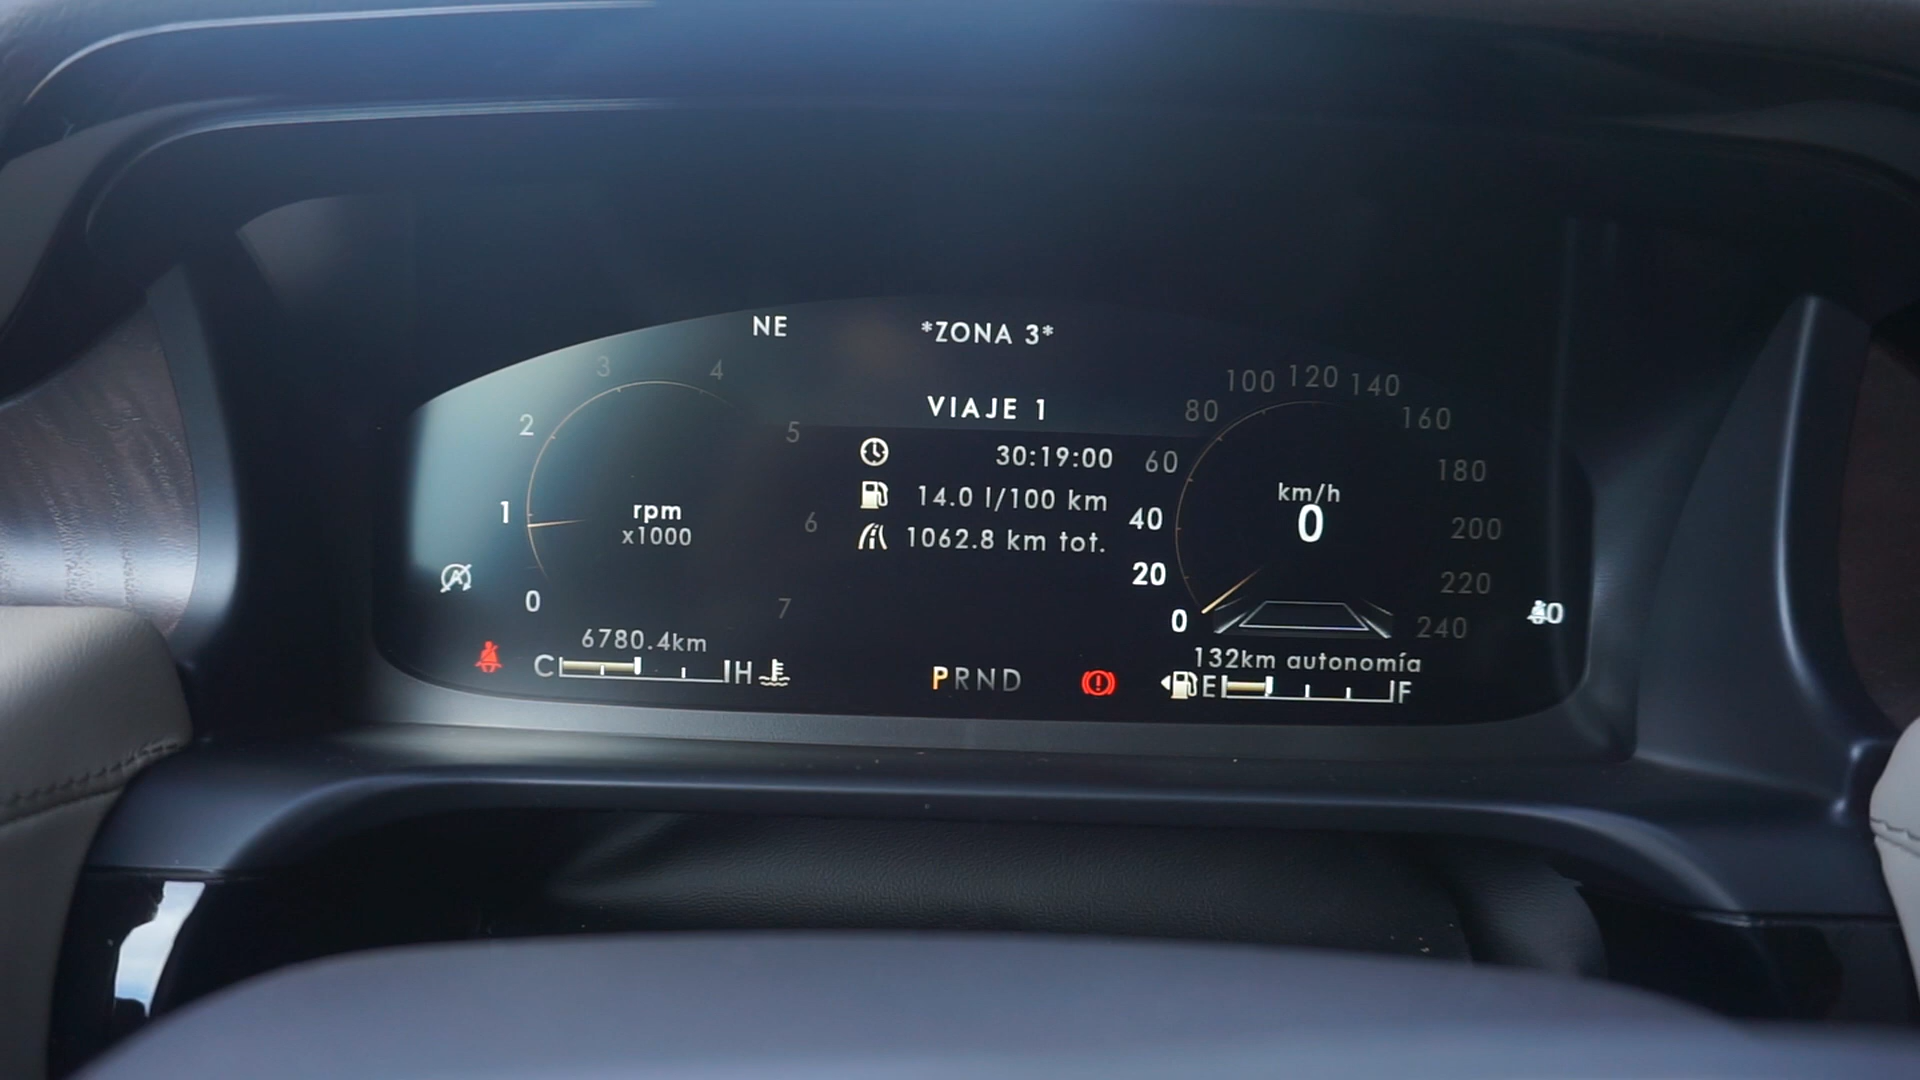 NE
*ZONA 3*
VIAJE 1
30:19:00
14.0 l/100 km
1062.8 km tot.
0
1
2
3
4
5
6
7
rpm
x1000
0
20
40
60
80
100
120
140
160
180
200
220
240
km/h
0
A
6780.4km
C H
PRND
132km autonomía
E F